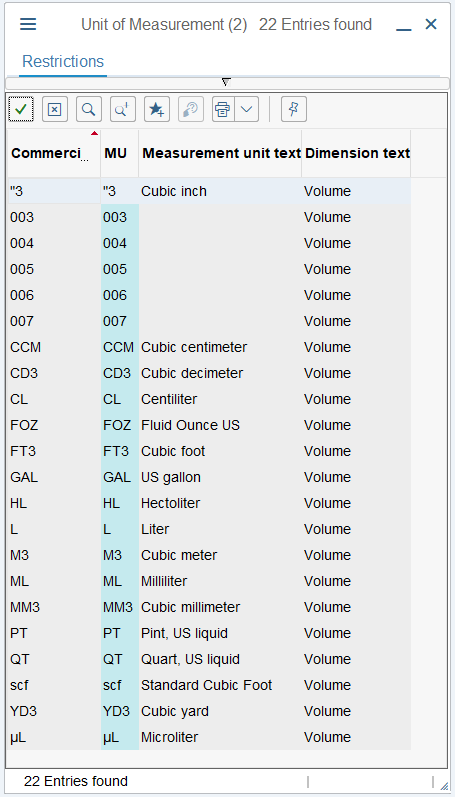 Unit of Measurement (2) 22 Entries found
Restrictions
Commerci... MU Measurement unit text Dimension text
"3 "3 Cubic inch Volume
003 003 Volume
004 004 Volume
005 005 Volume
006 006 Volume
007 007 Volume
CCM CCM Cubic centimeter Volume
CD3 CD3 Cubic decimeter Volume
CL CL Centiliter Volume
FOZ FOZ Fluid Ounce US Volume
FT3 FT3 Cubic foot Volume
GAL GAL US gallon Volume
HL HL Hectoliter Volume
L L Liter Volume
M3 M3 Cubic meter Volume
ML ML Milliliter Volume
MM3 MM3 Cubic millimeter Volume
PT PT Pint, US liquid Volume
QT QT Quart, US liquid Volume
scf scf Standard Cubic Foot Volume
YD3 YD3 Cubic yard Volume
µL µL Microliter Volume
22 Entries found